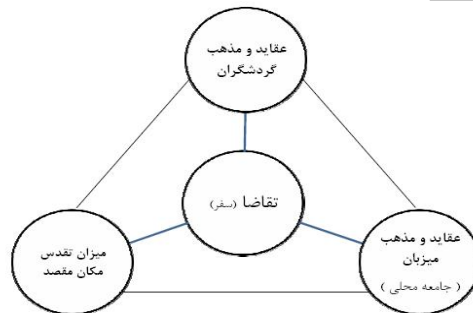 عقاید و مذهب
گردشگران
تقاضا (سفر)
میزان تقدس
مکان مقصد
عقاید و مذهب
میزبان
( جامعه محلی )